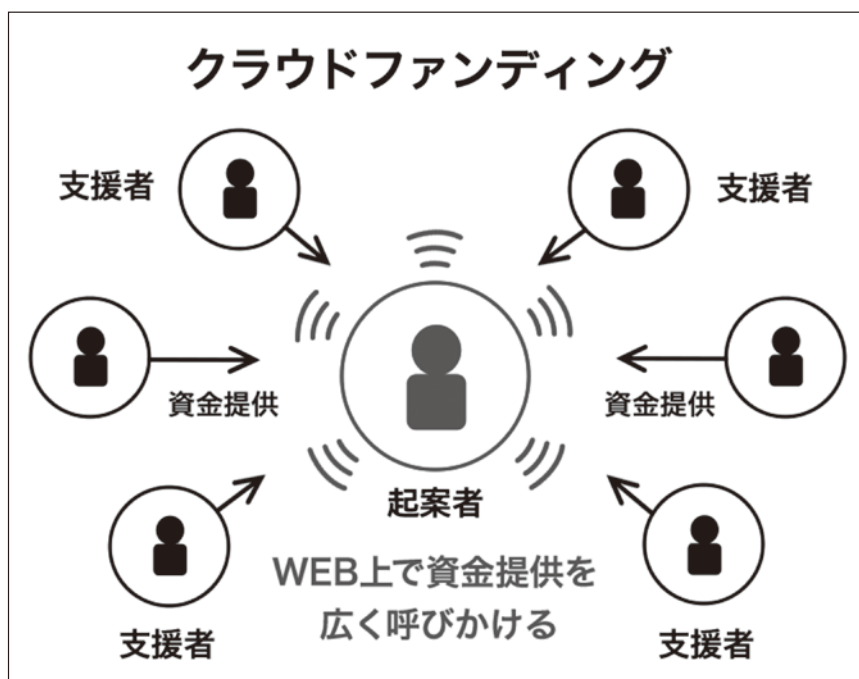 クラウドファンディング
支援者
支援者
資金提供
資金提供
起案者
WEB上で資金提供を
広く呼びかける
支援者
支援者